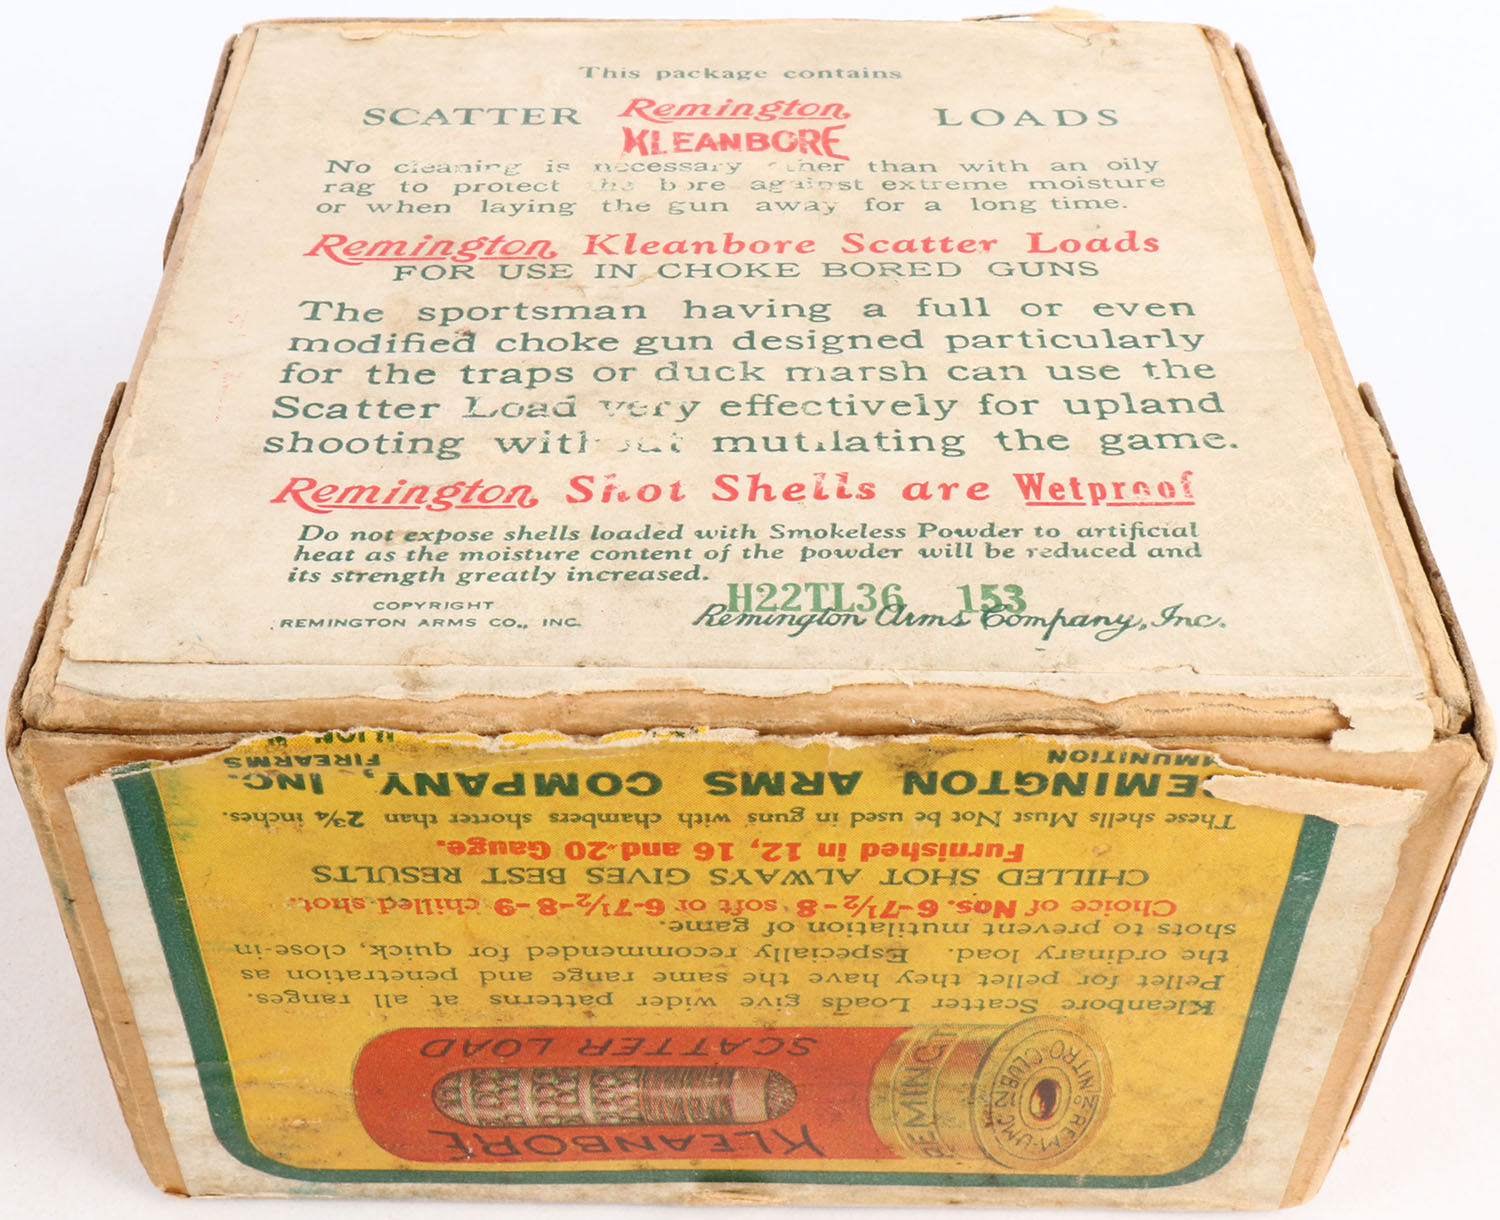 This package contains
SCATTER Remington LOADS
KLEANBORE
No cleaning is necessary other than with an oily
rag to protect the bore against extreme moisture
or when laying the gun away for a long time.
Remington Kleanbore Scatter Loads
FOR USE IN CHOKE BORED GUNS
The sportsman having a full or even
modified choke gun designed particularly
for the traps or duck marsh can use the
Scatter Load very effectively for upland
shooting without mutilating the game.
Remington Shot Shells are Wetproof
Do not expose shells loaded with Smokeless Powder to artificial
heat as the moisture content of the powder will be reduced and
its strength greatly increased.
H22TL36 153
COPYRIGHT
REMINGTON ARMS CO., INC.
Remington Arms Company, Inc.
KLEANBORE
SCATTER LOAD
REMINGT
NITRO CLUB
REM-UMC
No 12
Kleanbore Scatter Loads give wider patterns at all ranges.
Pellet for pellet they have the same range and penetration as
the ordinary load. Especially recommended for quick, close-in
shots to prevent mutilation of game.
Choice of Nos. 6-7½-8 soft or 6-7½-8-9 chilled shot.
CHILLED SHOT ALWAYS GIVES BEST RESULTS
Furnished in 12, 16 and 20 Gauge.
These shells Must Not be used in guns with chambers shorter than 2¾ inches.
EMINGTON ARMS COMPANY, INC.
MMUNITION FIREARMS
ILION N